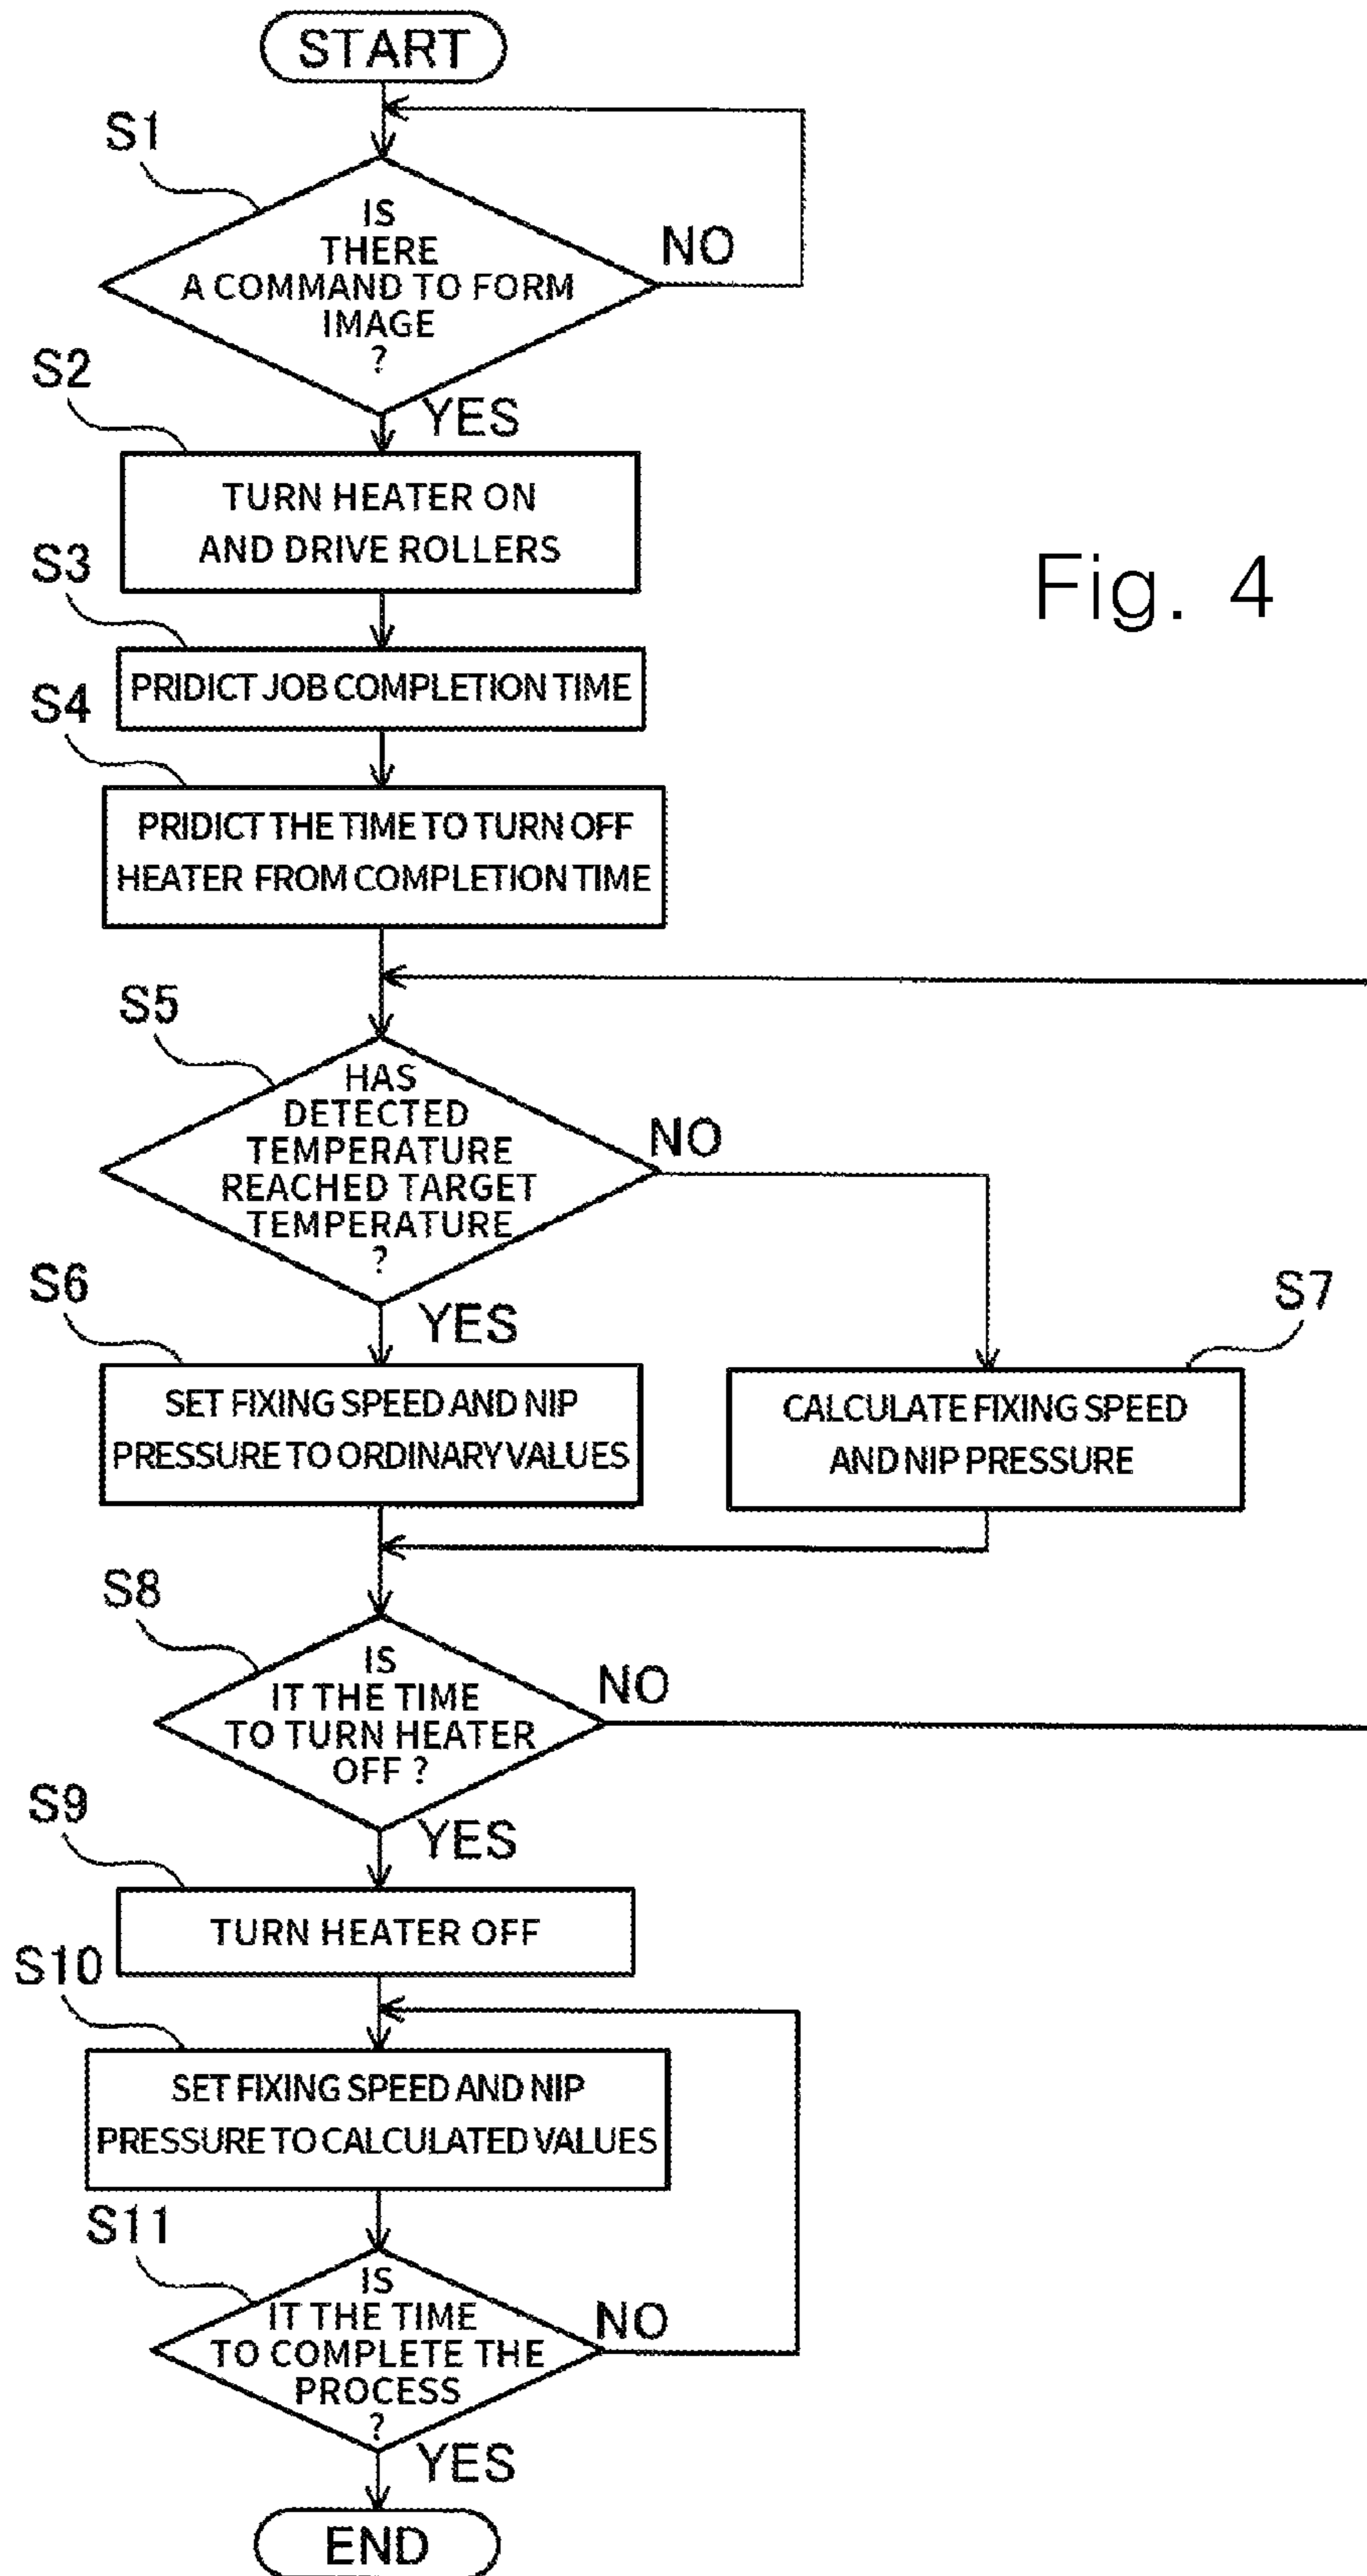 START
S1
IS
THERE
A COMMAND TO FORM
IMAGE
?
NO
YES
S2
TURN HEATER ON
AND DRIVE ROLLERS
Fig. 4
S3
PRIDICT JOB COMPLETION TIME
S4
PRIDICT THE TIME TO TURN OFF
HEATER FROM COMPLETION TIME
S5
HAS
DETECTED
TEMPERATURE
REACHED TARGET
TEMPERATURE
?
NO
YES
S6
SET FIXING SPEED AND NIP
PRESSURE TO ORDINARY VALUES
S7
CALCULATE FIXING SPEED
AND NIP PRESSURE
S8
IS
IT THE TIME
TO TURN HEATER
OFF ?
NO
YES
S9
TURN HEATER OFF
S10
SET FIXING SPEED AND NIP
PRESSURE TO CALCULATED VALUES
S11
IS
IT THE TIME
TO COMPLETE THE
PROCESS
?
NO
YES
END